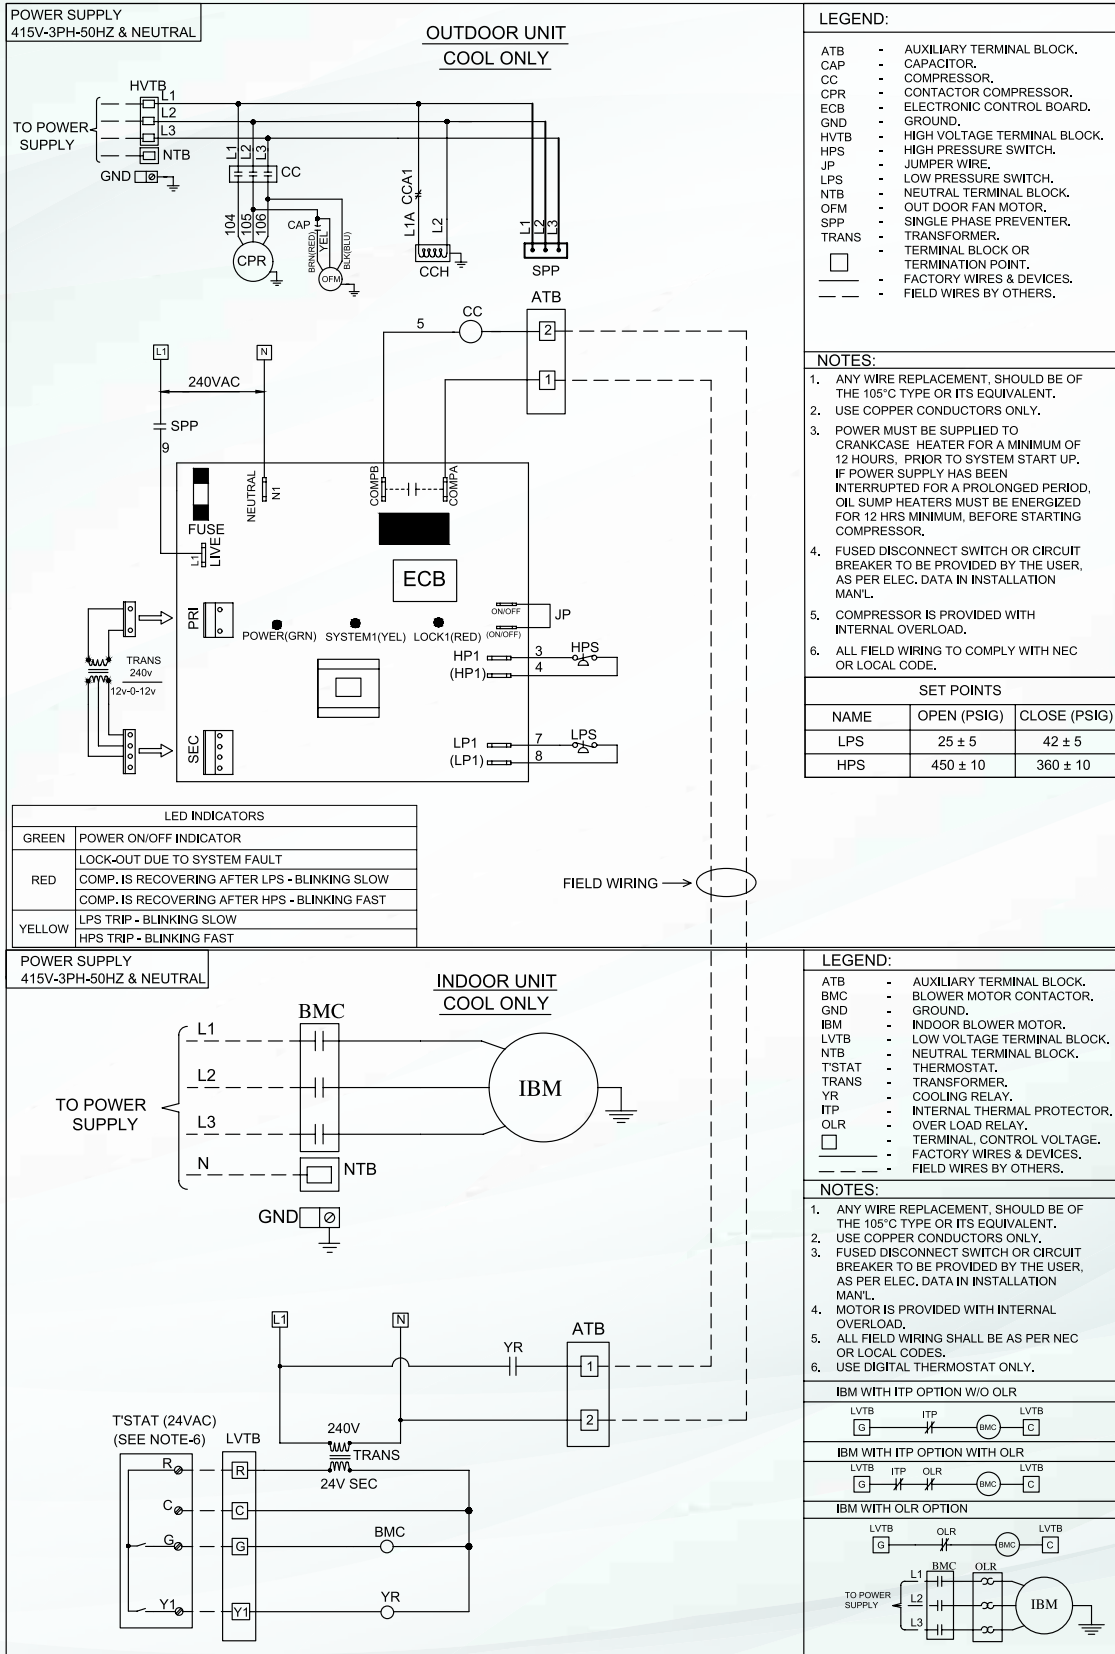 POWER SUPPLY
415V-3PH-50HZ & NEUTRAL
OUTDOOR UNIT
COOL ONLY
HVTB
L1
L2
L3
TO POWER
SUPPLY
NTB
GND
L1
L2
L3
CC
104
105
106
CPR
CAP
BRN(RED)
YEL
BLK(BLU)
OFM
L1A
CCA1
L2
CCH
L1
L2
L3
SPP
ATB
CC
5
2
1
L1
N
240VAC
SPP
9
FUSE
NEUTRAL
N1
COMPB
COMPA
L1
LIVE
ECB
PRI
POWER(GRN)
SYSTEM1(YEL)
LOCK1(RED)
ON/OFF
(ON/OFF)
JP
TRANS
240v
12v-0-12v
HP1
3
HPS
(HP1)
4
SEC
LP1
7
LPS
(LP1)
8
LED INDICATORS
GREEN
POWER ON/OFF INDICATOR
RED
LOCK-OUT DUE TO SYSTEM FAULT
COMP. IS RECOVERING AFTER LPS - BLINKING SLOW
COMP. IS RECOVERING AFTER HPS - BLINKING FAST
YELLOW
LPS TRIP - BLINKING SLOW
HPS TRIP - BLINKING FAST
FIELD WIRING
LEGEND:
ATB - AUXILIARY TERMINAL BLOCK.
CAP - CAPACITOR.
CC - COMPRESSOR.
CPR - CONTACTOR COMPRESSOR.
ECB - ELECTRONIC CONTROL BOARD.
GND - GROUND.
HVTB - HIGH VOLTAGE TERMINAL BLOCK.
HPS - HIGH PRESSURE SWITCH.
JP - JUMPER WIRE.
LPS - LOW PRESSURE SWITCH.
NTB - NEUTRAL TERMINAL BLOCK.
OFM - OUT DOOR FAN MOTOR.
SPP - SINGLE PHASE PREVENTER.
TRANS - TRANSFORMER.
- TERMINAL BLOCK OR
TERMINATION POINT.
- FACTORY WIRES & DEVICES.
- FIELD WIRES BY OTHERS.
NOTES:
1. ANY WIRE REPLACEMENT, SHOULD BE OF
THE 105°C TYPE OR ITS EQUIVALENT.
2. USE COPPER CONDUCTORS ONLY.
3. POWER MUST BE SUPPLIED TO
CRANKCASE HEATER FOR A MINIMUM OF
12 HOURS, PRIOR TO SYSTEM START UP.
IF POWER SUPPLY HAS BEEN
INTERRUPTED FOR A PROLONGED PERIOD,
OIL SUMP HEATERS MUST BE ENERGIZED
FOR 12 HRS MINIMUM, BEFORE STARTING
COMPRESSOR.
4. FUSED DISCONNECT SWITCH OR CIRCUIT
BREAKER TO BE PROVIDED BY THE USER,
AS PER ELEC. DATA IN INSTALLATION
MAN'L.
5. COMPRESSOR IS PROVIDED WITH
INTERNAL OVERLOAD.
6. ALL FIELD WIRING TO COMPLY WITH NEC
OR LOCAL CODE.
SET POINTS
NAME OPEN (PSIG) CLOSE (PSIG)
LPS 25 ± 5 42 ± 5
HPS 450 ± 10 360 ± 10
POWER SUPPLY
415V-3PH-50HZ & NEUTRAL
INDOOR UNIT
COOL ONLY
BMC
L1
L2
L3
N
TO POWER
SUPPLY
IBM
NTB
GND
L1
N
ATB
YR
1
2
240V
TRANS
24V SEC
T'STAT (24VAC)
(SEE NOTE-6)
LVTB
R
R
C
C
G
G
BMC
Y1
Y1
YR
LEGEND:
ATB - AUXILIARY TERMINAL BLOCK.
BMC - BLOWER MOTOR CONTACTOR.
GND - GROUND.
IBM - INDOOR BLOWER MOTOR.
LVTB - LOW VOLTAGE TERMINAL BLOCK.
NTB - NEUTRAL TERMINAL BLOCK.
T'STAT - THERMOSTAT.
TRANS - TRANSFORMER.
YR - COOLING RELAY.
ITP - INTERNAL THERMAL PROTECTOR.
OLR - OVER LOAD RELAY.
- TERMINAL, CONTROL VOLTAGE.
- FACTORY WIRES & DEVICES.
- FIELD WIRES BY OTHERS.
NOTES:
1. ANY WIRE REPLACEMENT, SHOULD BE OF
THE 105°C TYPE OR ITS EQUIVALENT.
2. USE COPPER CONDUCTORS ONLY.
3. FUSED DISCONNECT SWITCH OR CIRCUIT
BREAKER TO BE PROVIDED BY THE USER,
AS PER ELEC. DATA IN INSTALLATION
MAN'L.
4. MOTOR IS PROVIDED WITH INTERNAL
OVERLOAD.
5. ALL FIELD WIRING SHALL BE AS PER NEC
OR LOCAL CODES.
6. USE DIGITAL THERMOSTAT ONLY.
IBM WITH ITP OPTION W/O OLR
LVTB ITP LVTB
G BMC C
IBM WITH ITP OPTION WITH OLR
LVTB ITP OLR LVTB
G BMC C
IBM WITH OLR OPTION
LVTB OLR LVTB
G BMC C
BMC OLR
L1
L2
L3
TO POWER
SUPPLY
IBM